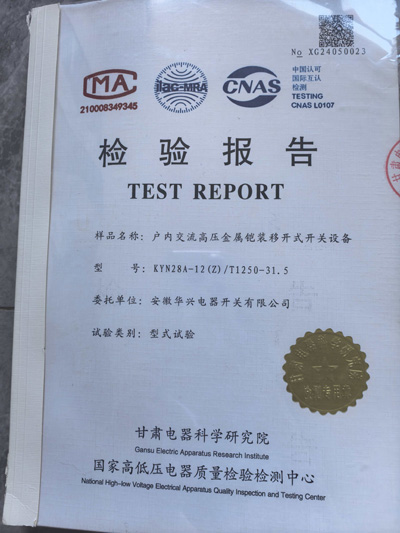 No XG24050023
MA
210008349345
ilac-MRA
CNAS
中国认可
国际互认
检测
TESTING
CNAS L0107
检验报告
TEST REPORT
样品名称: 户内交流高压金属铠装移开式开关设备
型 号: KYN28A-12(Z)/T1250-31.5
委托单位: 安徽华兴电器开关有限公司
试验类别: 型式试验
甘肃电器科学研究院
Gansu Electric Apparatus Research Institute
国家高低压电器质量检验检测中心
National High-low Voltage Electrical Apparatus Quality Inspection and Testing Center